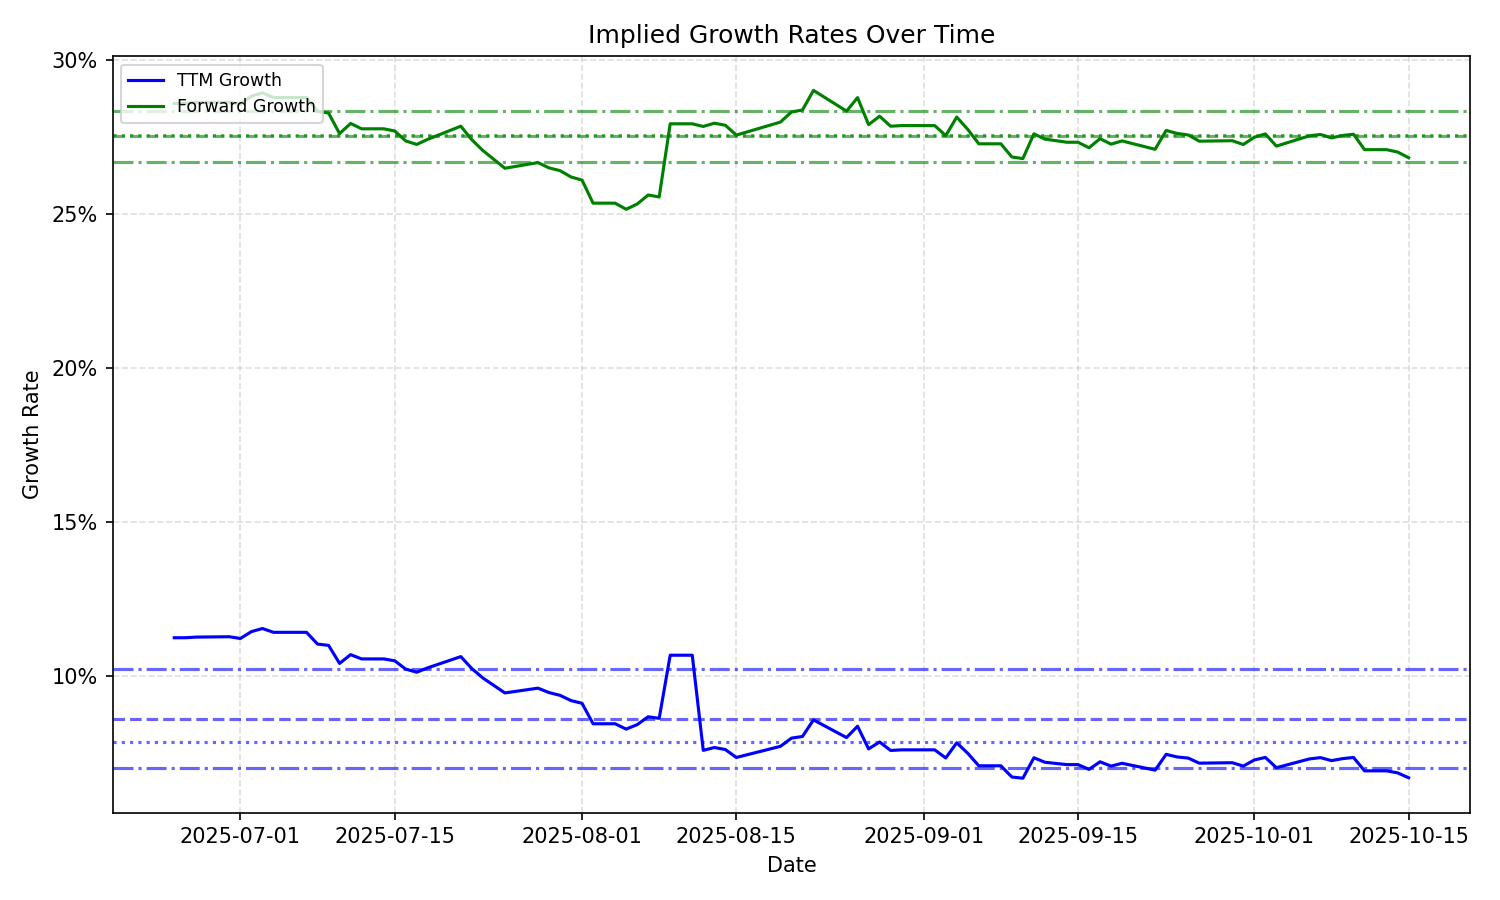 Implied Growth Rates Over Time
TTM Growth
Forward Growth
30%
25%
20%
15%
10%
Growth Rate
2025-07-01
2025-07-15
2025-08-01
2025-08-15
2025-09-01
2025-09-15
2025-10-01
2025-10-15
Date